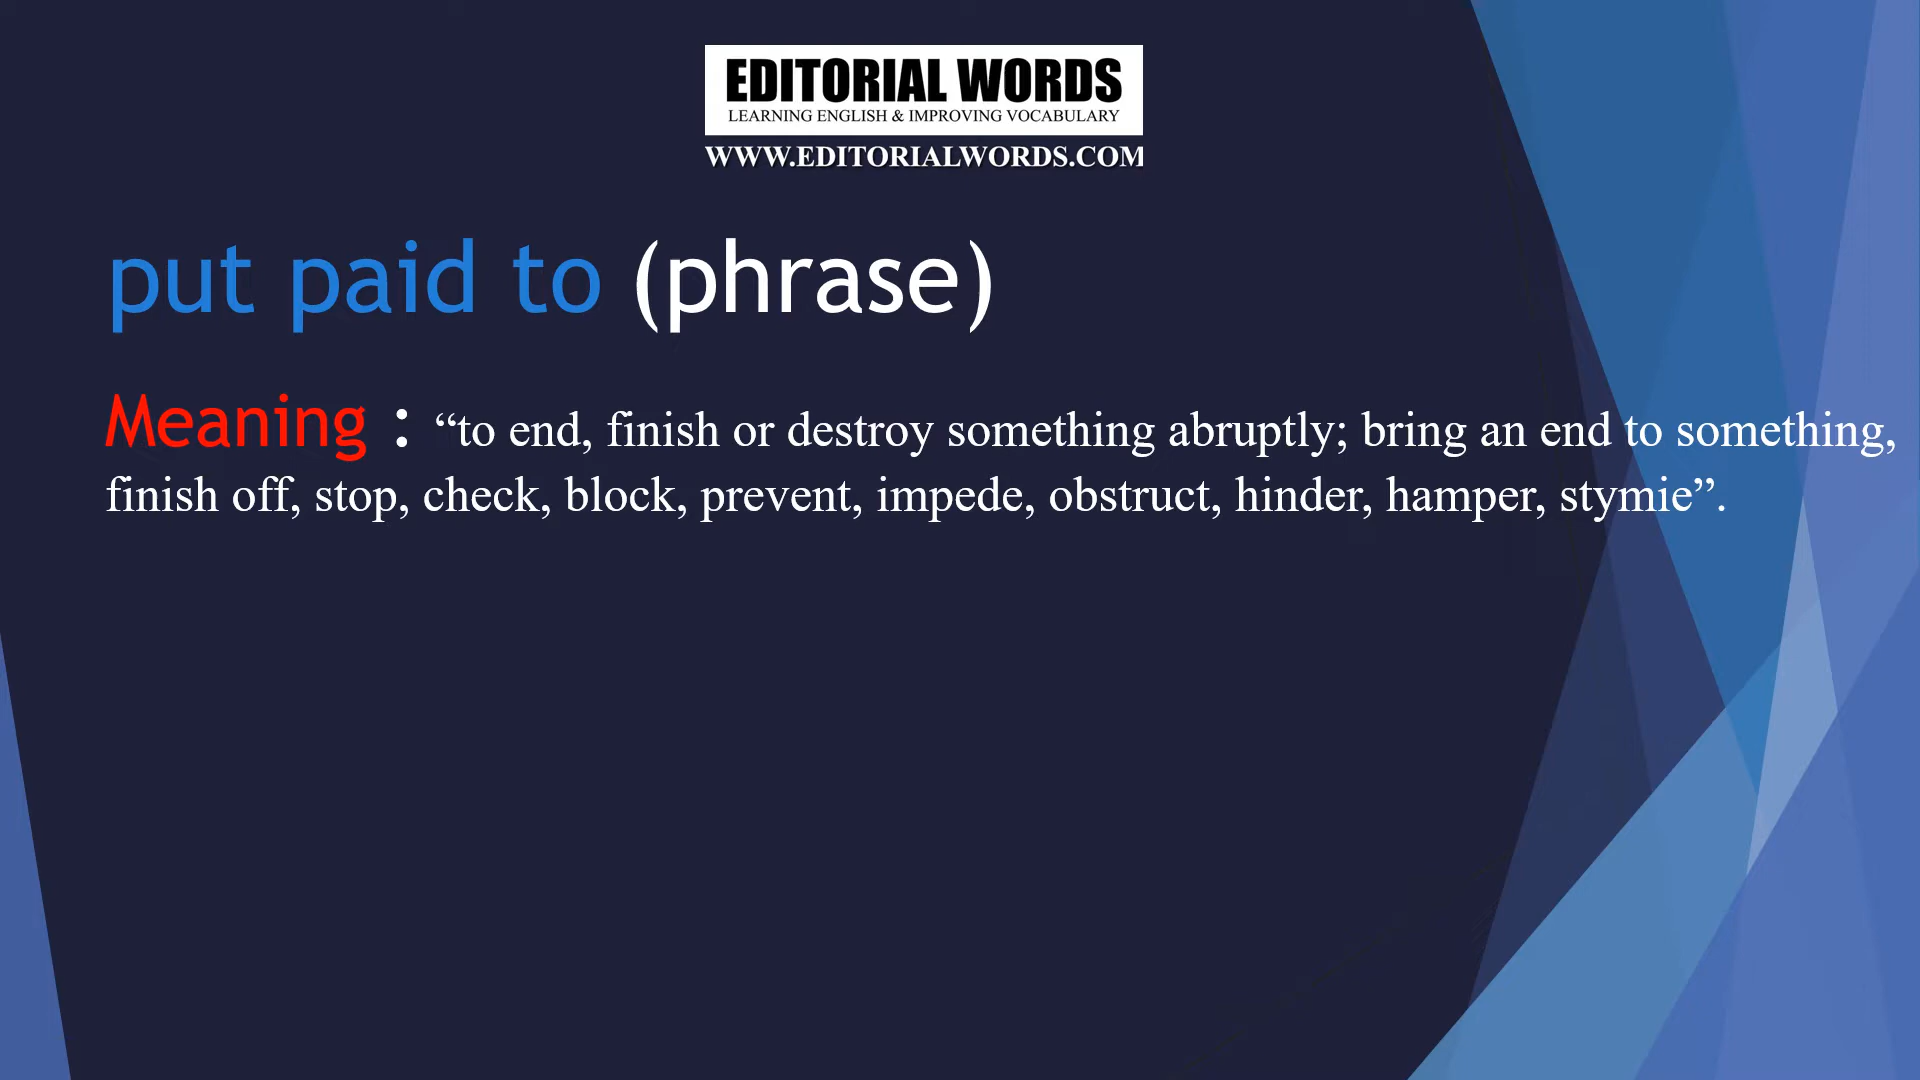 EDITORIAL WORDS
LEARNING ENGLISH & IMPROVING VOCABULARY
WWW.EDITORIALWORDS.COM
put paid to (phrase)
Meaning : “to end, finish or destroy something abruptly; bring an end to something,
finish off, stop, check, block, prevent, impede, obstruct, hinder, hamper, stymie”.